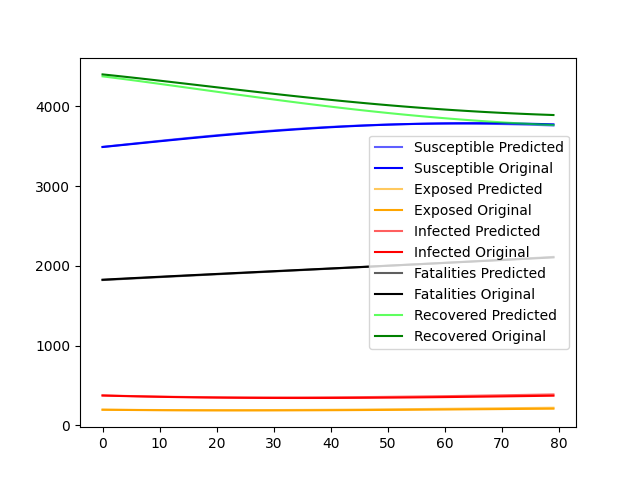 4000
3000
2000
1000
0
0 10 20 30 40 50 60 70 80
Susceptible Predicted
Susceptible Original
Exposed Predicted
Exposed Original
Infected Predicted
Infected Original
Fatalities Predicted
Fatalities Original
Recovered Predicted
Recovered Original